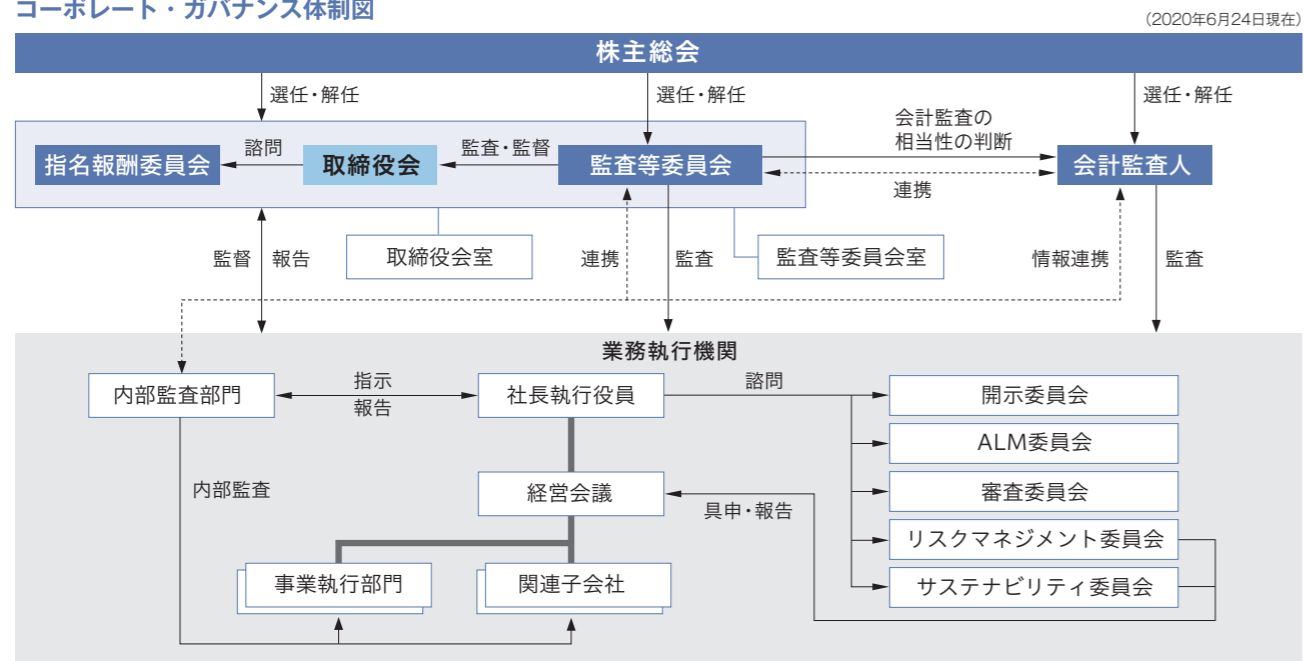 コーポレート・ガバナンス体制図
（2020年6月24日現在）
株主総会
選任・解任
選任・解任
選任・解任
会計監査の
相当性の判断
指名報酬委員会
諮問
取締役会
監査・監督
監査等委員会
会計監査人
連携
監督
報告
取締役会室
連携
監査
監査等委員会室
情報連携
監査
業務執行機関
内部監査部門
指示
報告
社長執行役員
諮問
開示委員会
ALM委員会
内部監査
経営会議
具申・報告
審査委員会
リスクマネジメント委員会
事業執行部門
関連子会社
サステナビリティ委員会